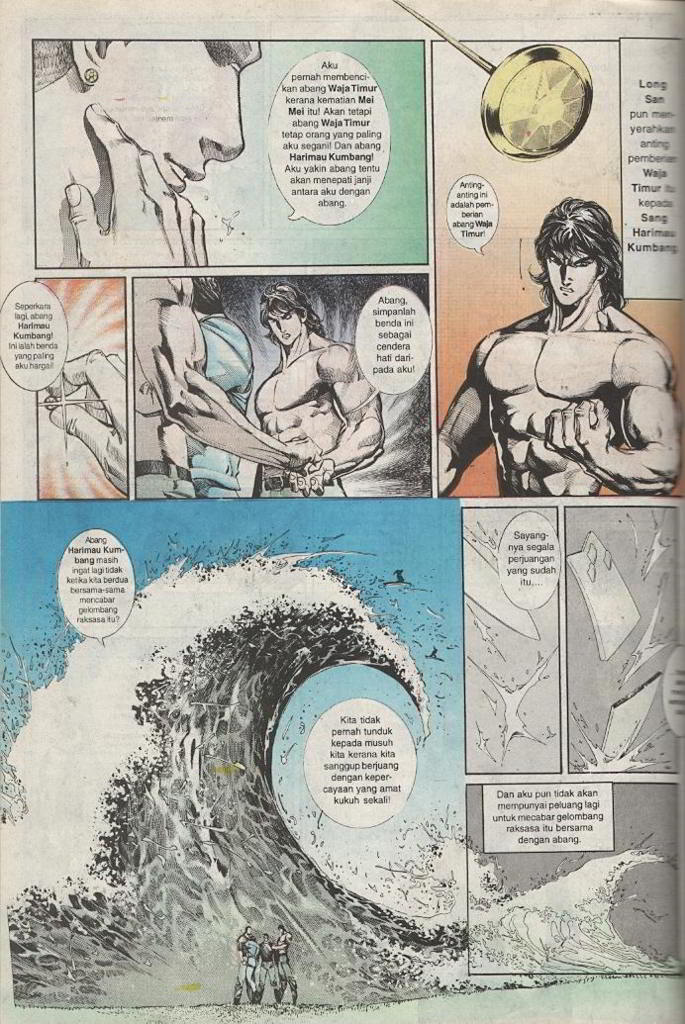 Aku
pernah membenci-
kan abang Waja Timur
kerana kematian Mei
Mei itu! Akan tetapi
abang Waja Timur
tetap orang yang paling
aku segani! Dan abang
Harimau Kumbang!
Aku yakin abang tentu
akan menepati janji
antara aku dengan
abang.
Anting-
anting ini
adalah pem-
berian
abang Waja
Timur!
Long
San
pun men-
yerahkan
anting
pemberian
Waja
Timur itu
kepada
Sang
Harimau
Kumbang
Seperkara
lagi, abang
Harimau
Kumbang!
Ini ialah benda
yang paling
aku hargai!
Abang,
simpanlah
benda ini
sebagai
cendera
hati dari-
pada aku!
Abang
Harimau Kum-
bang masih
ingat lagi tidak
ketika kita berdua
bersama-sama
mencabar
gelombang
raksasa itu?
Kita tidak
pernah tunduk
kepada musuh
kita kerana kita
sanggup berjuang
dengan keper-
cayaan yang amat
kukuh sekali!
Sayang-
nya segala
perjuangan
yang sudah
itu....
Dan aku pun tidak akan
mempunyai peluang lagi
untuk mecabar gelombang
raksasa itu bersama
dengan abang.